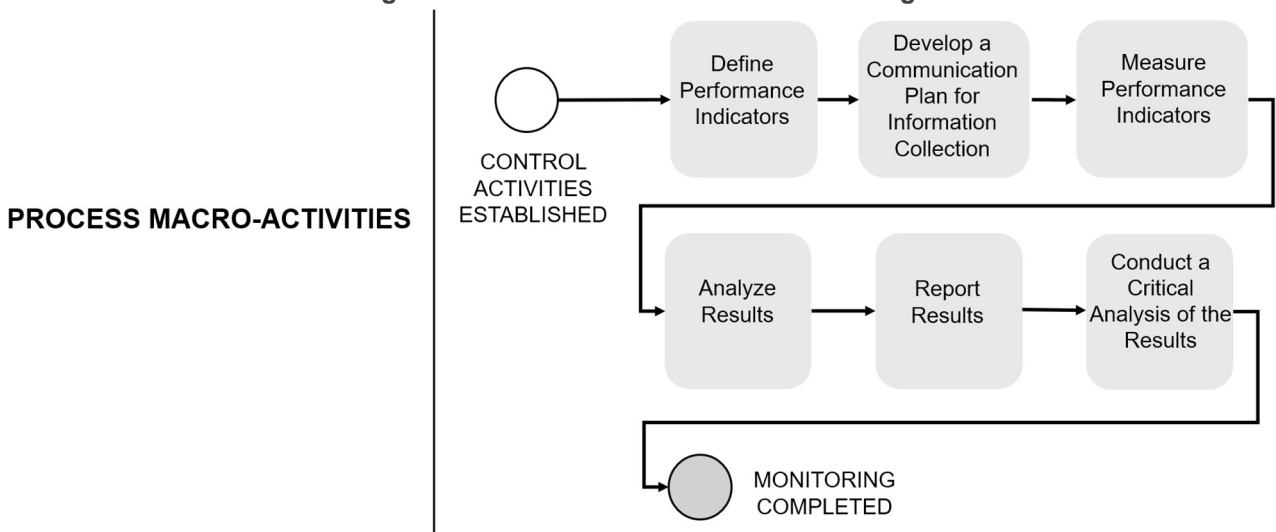 PROCESS MACRO-ACTIVITIES
CONTROL
ACTIVITIES
ESTABLISHED
Define
Performance
Indicators
Develop a
Communication
Plan for
Information
Collection
Measure
Performance
Indicators
Analyze
Results
Report
Results
Conduct a
Critical
Analysis of the
Results
MONITORING
COMPLETED